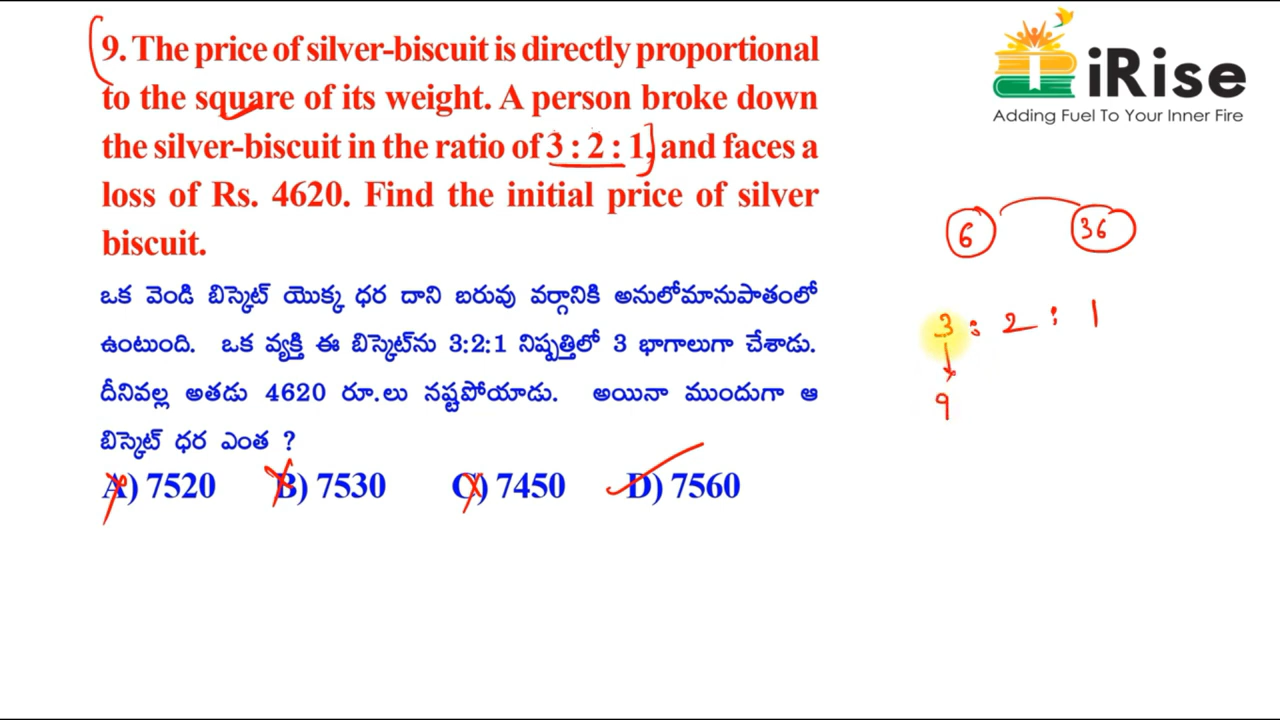 9. The price of silver-biscuit is directly proportional
to the square of its weight. A person broke down
the silver-biscuit in the ratio of 3 : 2 : 1, and faces a
loss of Rs. 4620. Find the initial price of silver
biscuit.
ఒక వెండి బిస్కెట్ యొక్క ధర దాని బరువు వర్గానికి అనులోమానుపాతంలో
ఉంటుంది. ఒక వ్యక్తి ఈ బిస్కెట్‌ను 3:2:1 నిష్పత్తిలో 3 భాగాలుగా చేశాడు.
దీనివల్ల అతడు 4620 రూ.లు నష్టపోయాడు. అయినా ముందుగా ఆ
బిస్కెట్ ధర ఎంత ?
A) 7520 B) 7530 C) 7450 D) 7560
iRise
Adding Fuel To Your Inner Fire
6 36
3 : 2 : 1
9